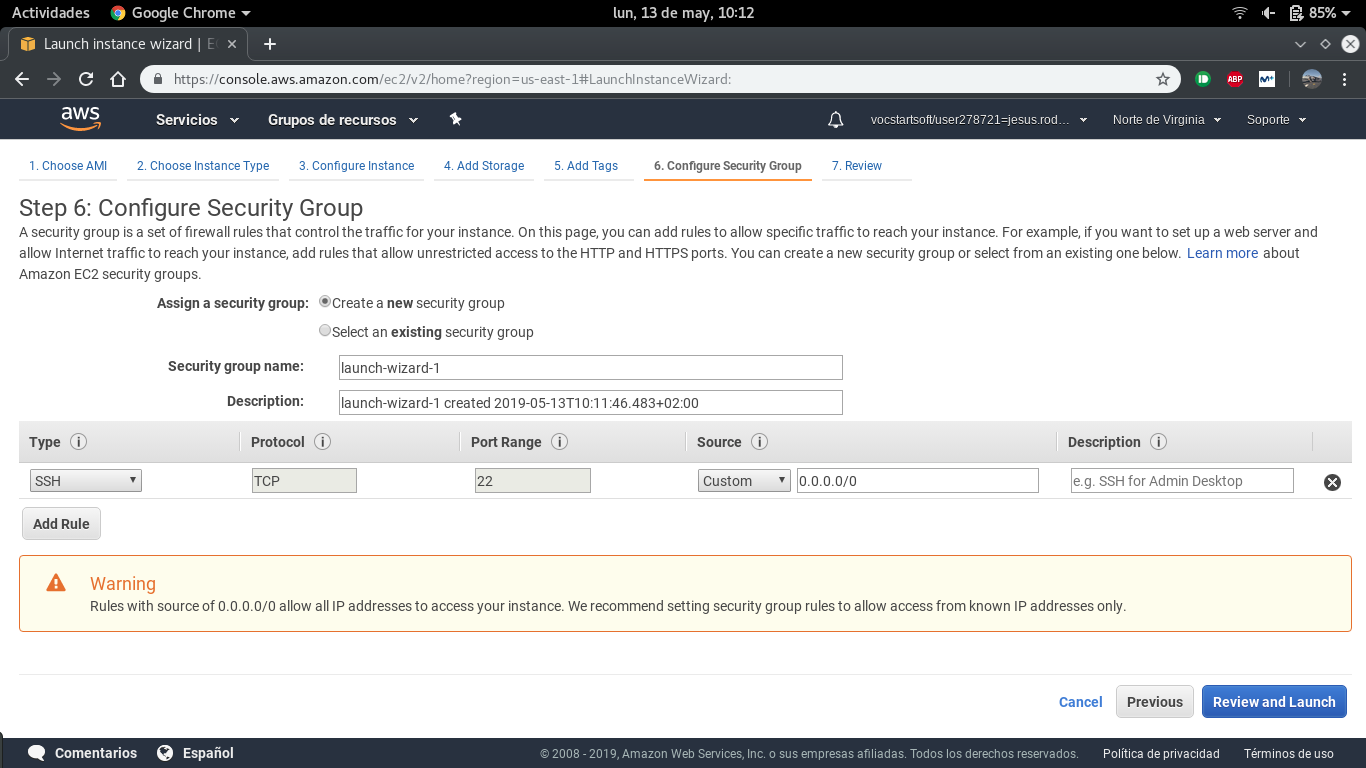 Actividades Google Chrome lun, 13 de may, 10:12 85%
Launch instance wizard | E
https://console.aws.amazon.com/ec2/v2/home?region=us-east-1#LaunchInstanceWizard: ABP
aws Servicios Grupos de recursos vocstartsoft/user278721=jesus.rod... Norte de Virginia Soporte
1. Choose AMI 2. Choose Instance Type 3. Configure Instance 4. Add Storage 5. Add Tags 6. Configure Security Group 7. Review
Step 6: Configure Security Group
A security group is a set of firewall rules that control the traffic for your instance. On this page, you can add rules to allow specific traffic to reach your instance. For example, if you want to set up a web server and
allow Internet traffic to reach your instance, add rules that allow unrestricted access to the HTTP and HTTPS ports. You can create a new security group or select from an existing one below. Learn more about
Amazon EC2 security groups.
Assign a security group: Create a new security group
Select an existing security group
Security group name: launch-wizard-1
Description: launch-wizard-1 created 2019-05-13T10:11:46.483+02:00
Type i Protocol i Port Range i Source i Description i
SSH TCP 22 Custom 0.0.0.0/0 e.g. SSH for Admin Desktop
Add Rule
Warning
Rules with source of 0.0.0.0/0 allow all IP addresses to access your instance. We recommend setting security group rules to allow access from known IP addresses only.
Cancel Previous Review and Launch
Comentarios Español © 2008 - 2019, Amazon Web Services, Inc. o sus empresas afiliadas. Todos los derechos reservados. Política de privacidad Términos de uso